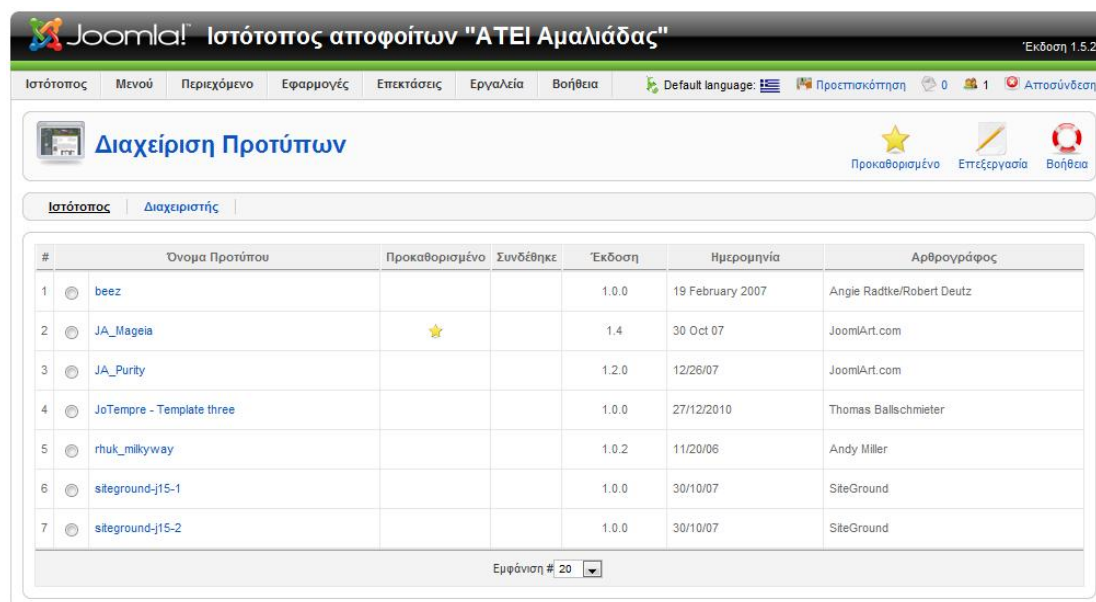 Joomla! Ιστότοπος αποφοίτων "ΑΤΕΙ Αμαλιάδας"
Έκδοση 1.5.2
Ιστότοπος Μενού Περιεχόμενο Εφαρμογές Επεκτάσεις Εργαλεία Βοήθεια Default language: Προεπισκόπηση 0 1 Αποσύνδεση
Διαχείριση Προτύπων
Προκαθορισμένο Επεξεργασία Βοήθεια
Ιστότοπος Διαχειριστής
# Όνομα Προτύπου Προκαθορισμένο Συνδέθηκε Έκδοση Ημερομηνία Αρθρογράφος
1 beez 1.0.0 19 February 2007 Angie Radtke/Robert Deutz
2 JA_Mageia 1.4 30 Oct 07 JoomlArt.com
3 JA_Purity 1.2.0 12/26/07 JoomlArt.com
4 JoTempre - Template three 1.0.0 27/12/2010 Thomas Ballschmieter
5 rhuk_milkyway 1.0.2 11/20/06 Andy Miller
6 siteground-j15-1 1.0.0 30/10/07 SiteGround
7 siteground-j15-2 1.0.0 30/10/07 SiteGround
Εμφάνιση # 20